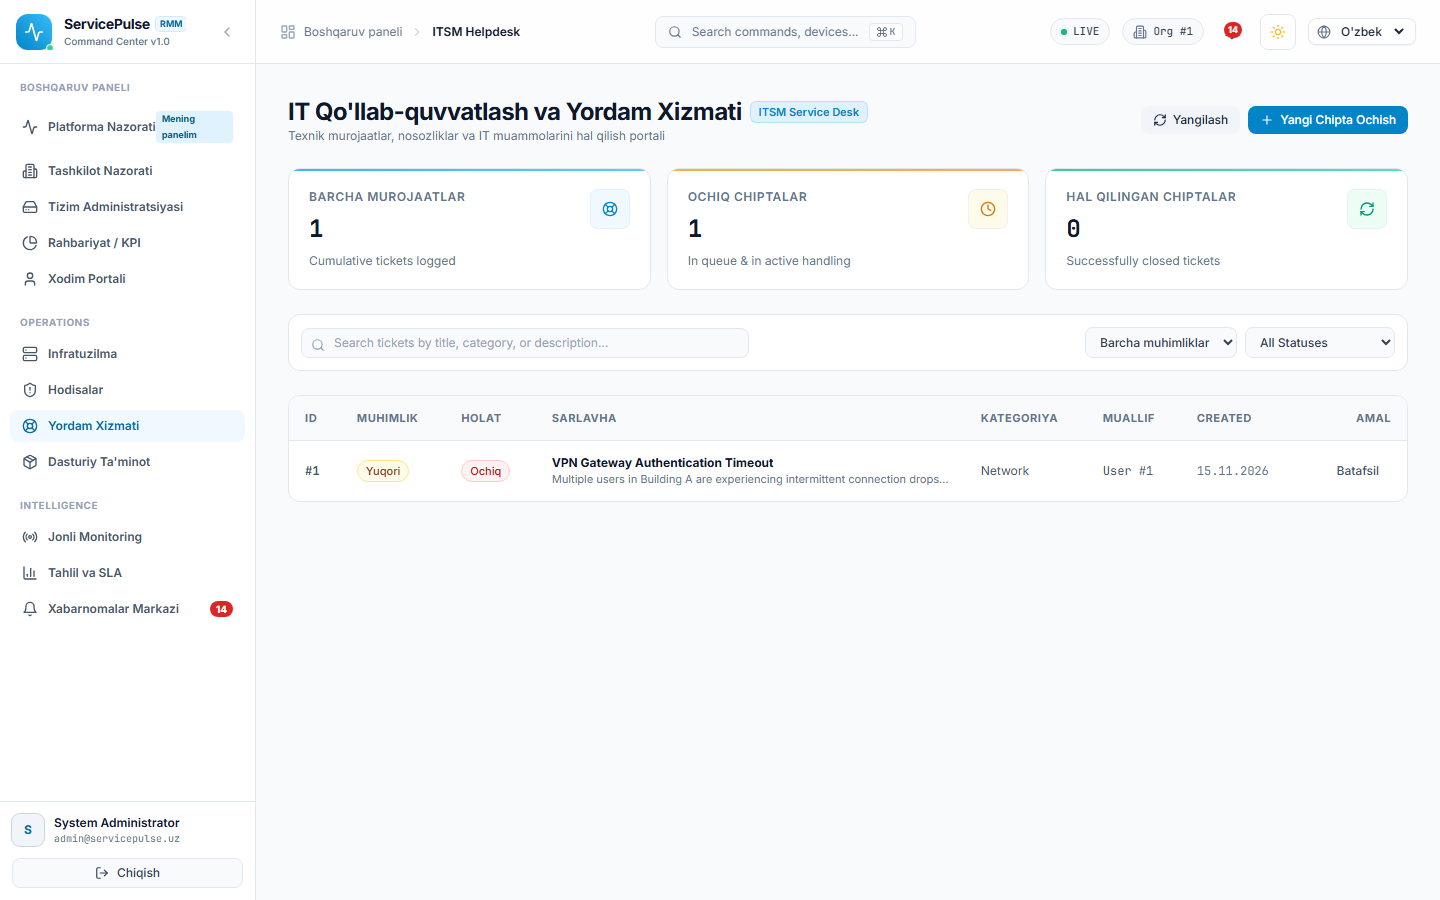 ServicePulse RMM
Command Center v1.0
BOSHQARUV PANELI
Platforma Nazorati
Mening
panelim
Tashkilot Nazorati
Tizim Administratsiyasi
Rahbariyat / KPI
Xodim Portali
OPERATIONS
Infratuzilma
Hodisalar
Yordam Xizmati
Dasturiy Ta'minot
INTELLIGENCE
Jonli Monitoring
Tahlil va SLA
Xabarnomalar Markazi 14
S
System Administrator
admin@servicepulse.uz
Chiqish
Boshqaruv paneli ITSM Helpdesk
Search commands, devices... ⌘K
LIVE
Org #1
14
O'zbek
IT Qo'llab-quvvatlash va Yordam Xizmati ITSM Service Desk
Texnik murojaatlar, nosozliklar va IT muammolarini hal qilish portali
Yangilash
Yangi Chipta Ochish
BARCHA MUROJAATLAR
1
Cumulative tickets logged
OCHIQ CHIPTALAR
1
In queue & in active handling
HAL QILINGAN CHIPTALAR
0
Successfully closed tickets
Search tickets by title, category, or description...
Barcha muhimliklar
All Statuses
ID MUHIMLIK HOLAT SARLAVHA KATEGORIYA MUALLIF CREATED AMAL
#1 Yuqori Ochiq VPN Gateway Authentication Timeout Network User #1 15.11.2026 Batafsil
Multiple users in Building A are experiencing intermittent connection drops...